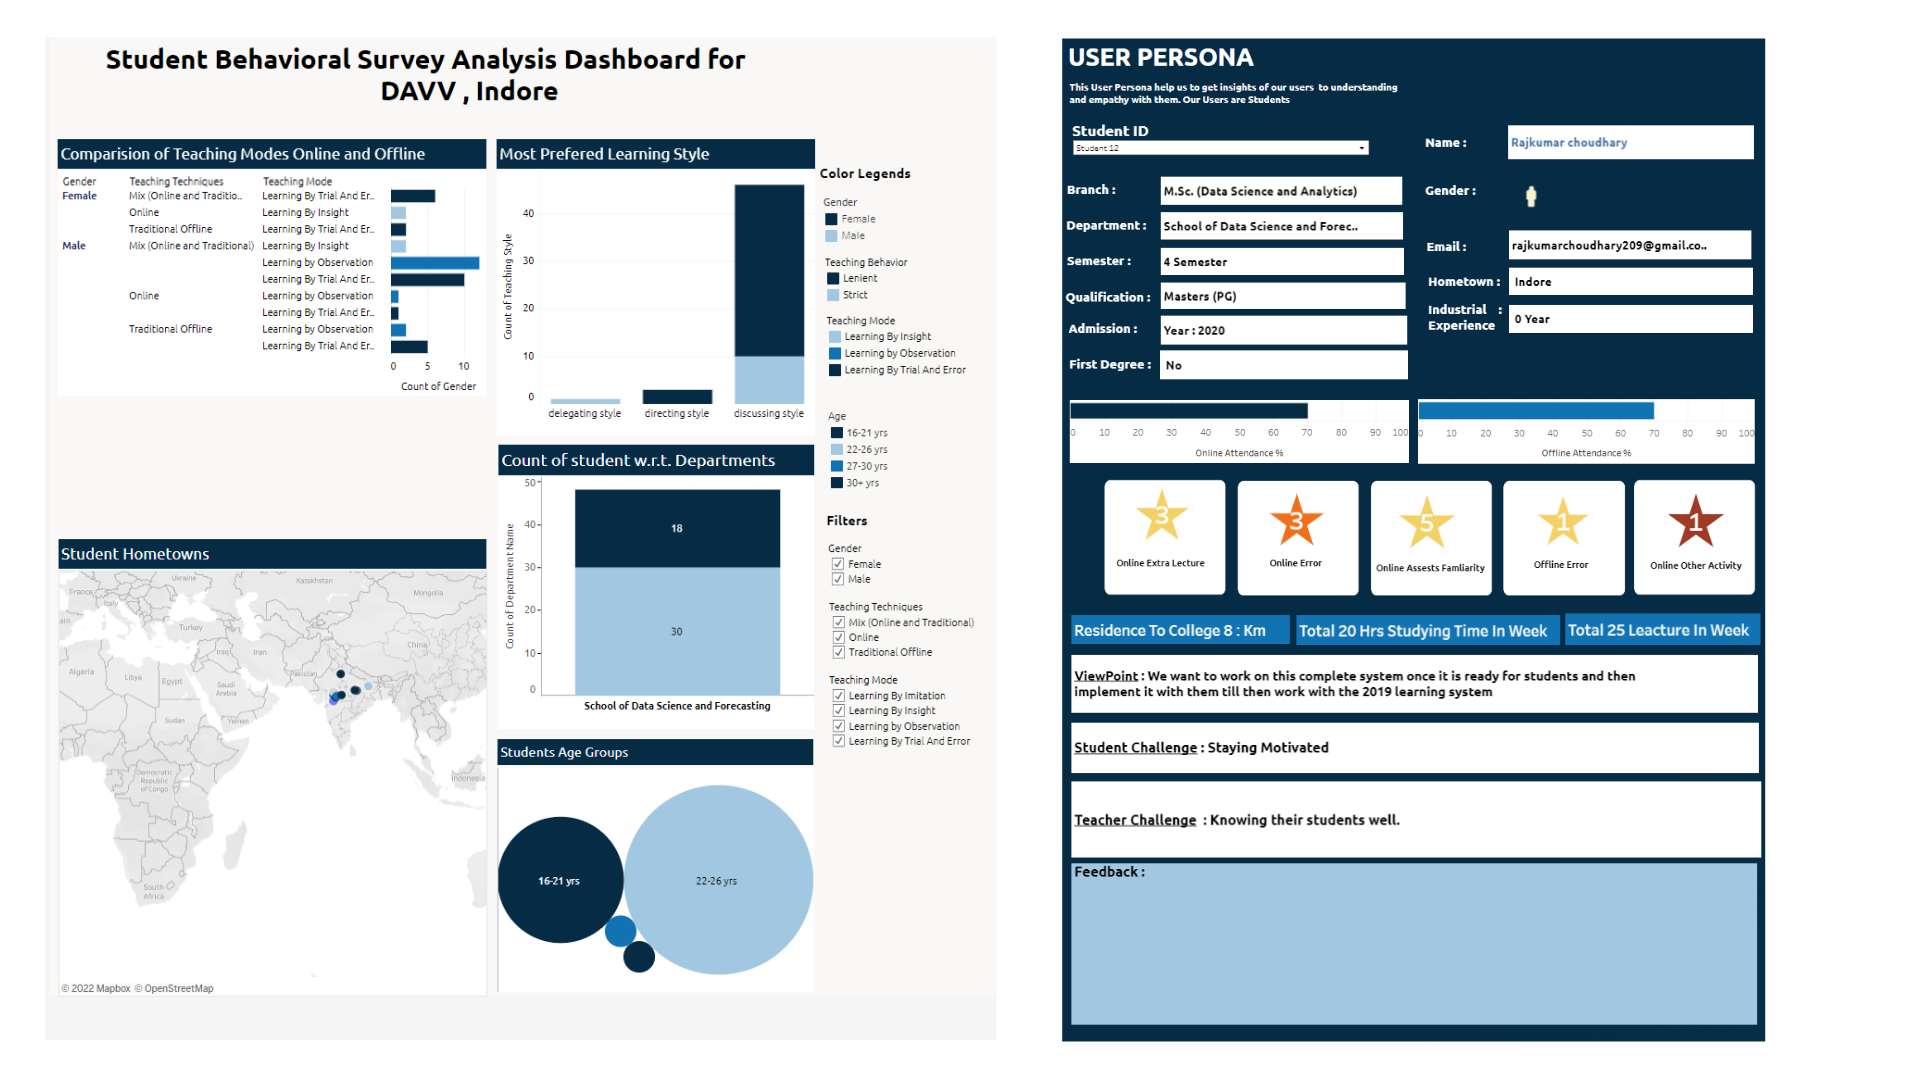 Student Behavioral Survey Analysis Dashboard for
DAVV , Indore
Comparision of Teaching Modes Online and Offline
Gender Teaching Techniques Teaching Mode
Female Mix (Online and Traditio.. Learning By Trial And Er..
Online Learning By Insight
Traditional Offline Learning By Trial And Er..
Male Mix (Online and Traditional) Learning By Insight
Learning by Observation
Learning By Trial And Er..
Online Learning by Observation
Learning By Trial And Er..
Traditional Offline Learning by Observation
Learning By Trial And Er..
0 5 10
Count of Gender
Student Hometowns
Ukraine
Kazakhstan
France
Mongolia
Italy
ain
Turkey
China
Iraq
Iran
Algeria
Libya
Egypt
Pakistan
Saudi
Arabia
Sudan
Yemen
Democratic
Republic
of Congo
Indonesia
South
Africa
© 2022 Mapbox © OpenStreetMap
Most Prefered Learning Style
Count of Teaching Style
40
30
20
10
0
delegating style directing style discussing style
Count of student w.r.t. Departments
Count of Department Name
50
40
30
20
10
0
18
30
School of Data Science and Forecasting
Students Age Groups
16-21 yrs
22-26 yrs
Color Legends
Gender
Female
Male
Teaching Behavior
Lenient
Strict
Teaching Mode
Learning By Insight
Learning by Observation
Learning By Trial And Error
Age
16-21 yrs
22-26 yrs
27-30 yrs
30+ yrs
Filters
Gender
Female
Male
Teaching Techniques
Mix (Online and Traditional)
Online
Traditional Offline
Teaching Mode
Learning By Imitation
Learning By Insight
Learning by Observation
Learning By Trial And Error
USER PERSONA
This User Persona help us to get insights of our users to understanding
and empathy with them. Our Users are Students
Student ID
Student 12
Name : Rajkumar choudhary
Branch : M.Sc. (Data Science and Analytics)
Gender :
Department : School of Data Science and Forec..
Email : rajkumarchoudhary209@gmail.co..
Semester : 4 Semester
Hometown : Indore
Qualification : Masters (PG)
Industrial :
Experience
0 Year
Admission : Year : 2020
First Degree : No
0 10 20 30 40 50 60 70 80 90 100
Online Attendance %
0 10 20 30 40 50 60 70 80 90 100
Offline Attendance %
3
Online Extra Lecture
3
Online Error
5
Online Assests Famliarity
1
Offline Error
1
Online Other Activity
Residence To College 8 : Km
Total 20 Hrs Studying Time In Week
Total 25 Leacture In Week
ViewPoint : We want to work on this complete system once it is ready for students and then
implement it with them till then work with the 2019 learning system
Student Challenge : Staying Motivated
Teacher Challenge : Knowing their students well.
Feedback :